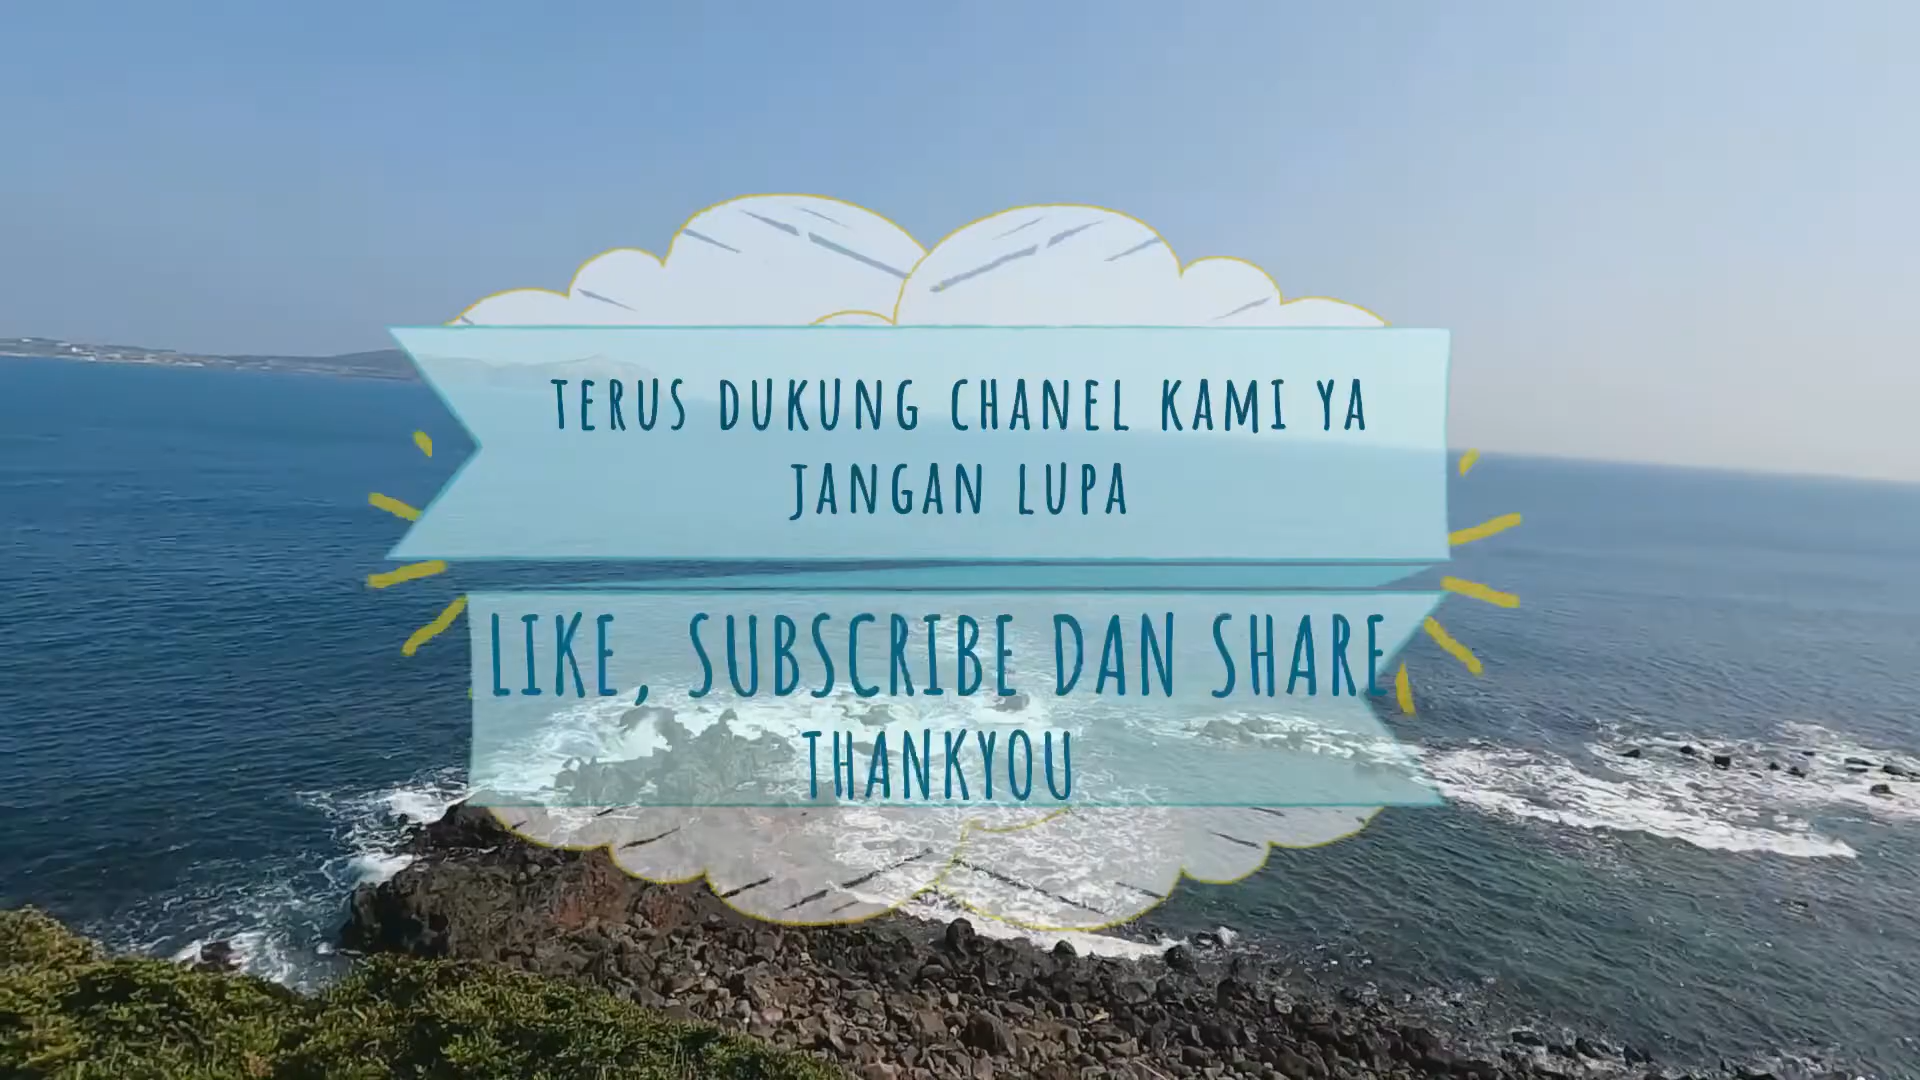 TERUS DUKUNG CHANEL KAMI YA
JANGAN LUPA
LIKE, SUBSCRIBE DAN SHARE
THANKYOU